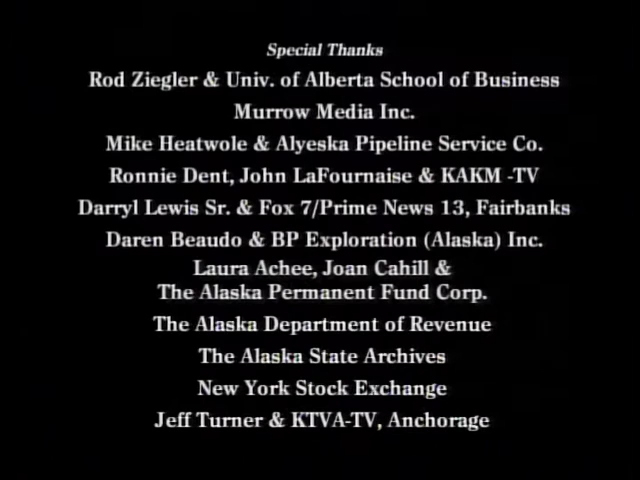 Special Thanks
Rod Ziegler & Univ. of Alberta School of Business
Murrow Media Inc.
Mike Heatwole & Alyeska Pipeline Service Co.
Ronnie Dent, John LaFournaise & KAKM -TV
Darryl Lewis Sr. & Fox 7/Prime News 13, Fairbanks
Daren Beaudo & BP Exploration (Alaska) Inc.
Laura Achee, Joan Cahill &
The Alaska Permanent Fund Corp.
The Alaska Department of Revenue
The Alaska State Archives
New York Stock Exchange
Jeff Turner & KTVA-TV, Anchorage